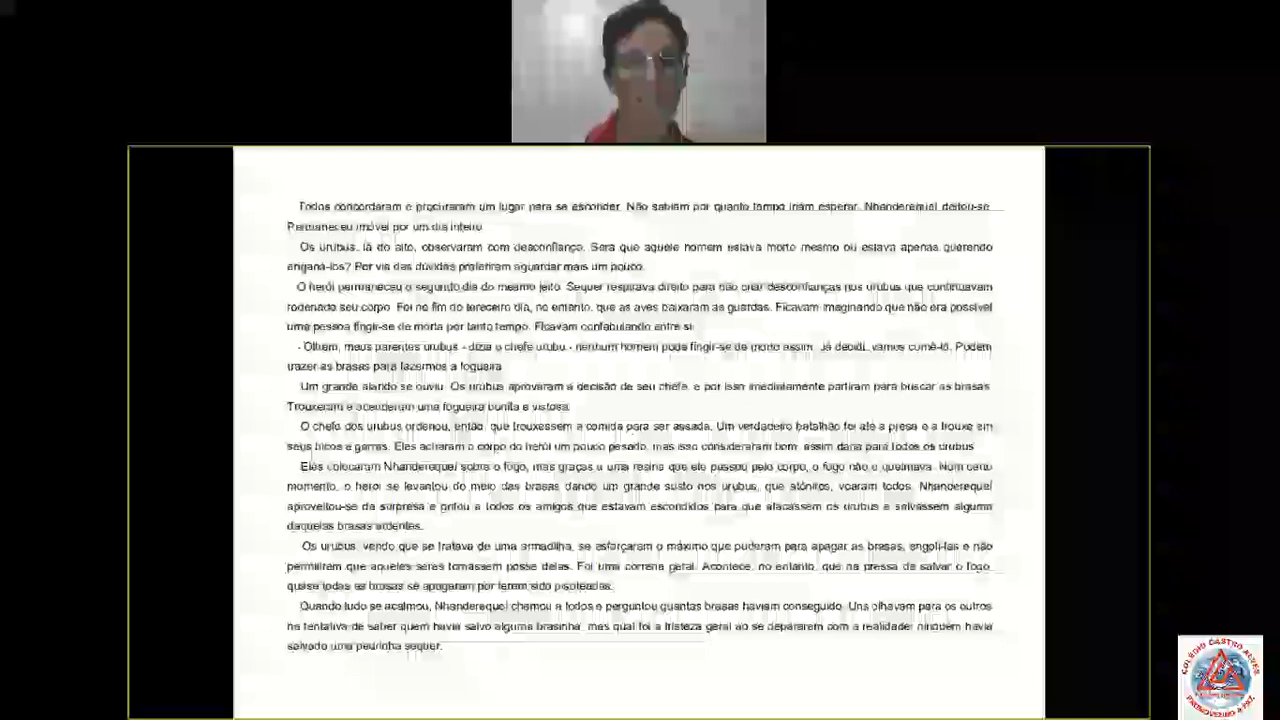 Todos concordaram e procuraram um lugar para se esconder. Não sabiam por quanto tempo iriam esperar. Nhanderequeí deitou-se.
Permaneceu imóvel por um dia inteiro.
Os urubus, lá do alto, observaram com desconfiança. Será que aquele homem estava morto mesmo ou estava apenas querendo
enganá-los? Por via das dúvidas preferiram aguardar mais um pouco.
O herói permaneceu o segundo dia do mesmo jeito. Sequer respirava direito para não criar desconfianças nos urubus que continuavam
rodeando seu corpo. Foi no fim do terceiro dia, no entanto, que as aves baixaram as guardas. Ficavam imaginando que não era possível
uma pessoa fingir-se de morta por tanto tempo. Ficavam confabulando entre si:
- Olhem, meus parentes urubus - dizia o chefe urubu - nenhum homem pode fingir-se de morto assim. Já decidi: vamos comê-lo. Podem
trazer as brasas para fazermos a fogueira.
Um grande alarido se ouviu. Os urubus aprovaram a decisão de seu chefe, e por isso imediatamente partiram para buscar as brasas.
Trouxeram e acenderam uma fogueira bonita e vistosa.
O chefe dos urubus ordenou, então, que trouxessem a comida para ser assada. Um verdadeiro batalhão foi até a presa e a trouxe em
seus bicos e garras. Eles acharam o corpo do herói um pouco pesado, mas isso consideraram bom, assim daria para todos os urubus.
Eles colocaram Nhanderequeí sobre o fogo, mas graças a uma resina que ele passou pelo corpo, o fogo não o queimava. Num certo
momento, o herói se levantou do meio das brasas dando um grande susto nos urubus, que atônitos, voaram todos. Nhanderequeí
aproveitou-se da surpresa e gritou a todos os amigos que estavam escondidos para que atacassem os urubus e salvassem alguma
daquelas brasas ardentes.
Os urubus, vendo que se tratava de uma armadilha, se esforçaram o máximo que puderam para apagar as brasas, engoli-las e não
permitirem que aqueles seres tomassem posse delas. Foi uma correria geral. Acontece, no entanto, que na pressa de salvar o fogo,
quase todas as brasas se apagaram por terem sido pisoteadas.
Quando tudo se acalmou, Nhanderequeí chamou a todos e perguntou quantas brasas haviam conseguido. Uns olhavam para os outros
na tentativa de saber quem havia salvo alguma brasinha, mas qual foi a tristeza geral ao se depararem com a realidade: ninguém havia
salvado uma pedrinha sequer.
COLÉGIO CASTRO ALVES